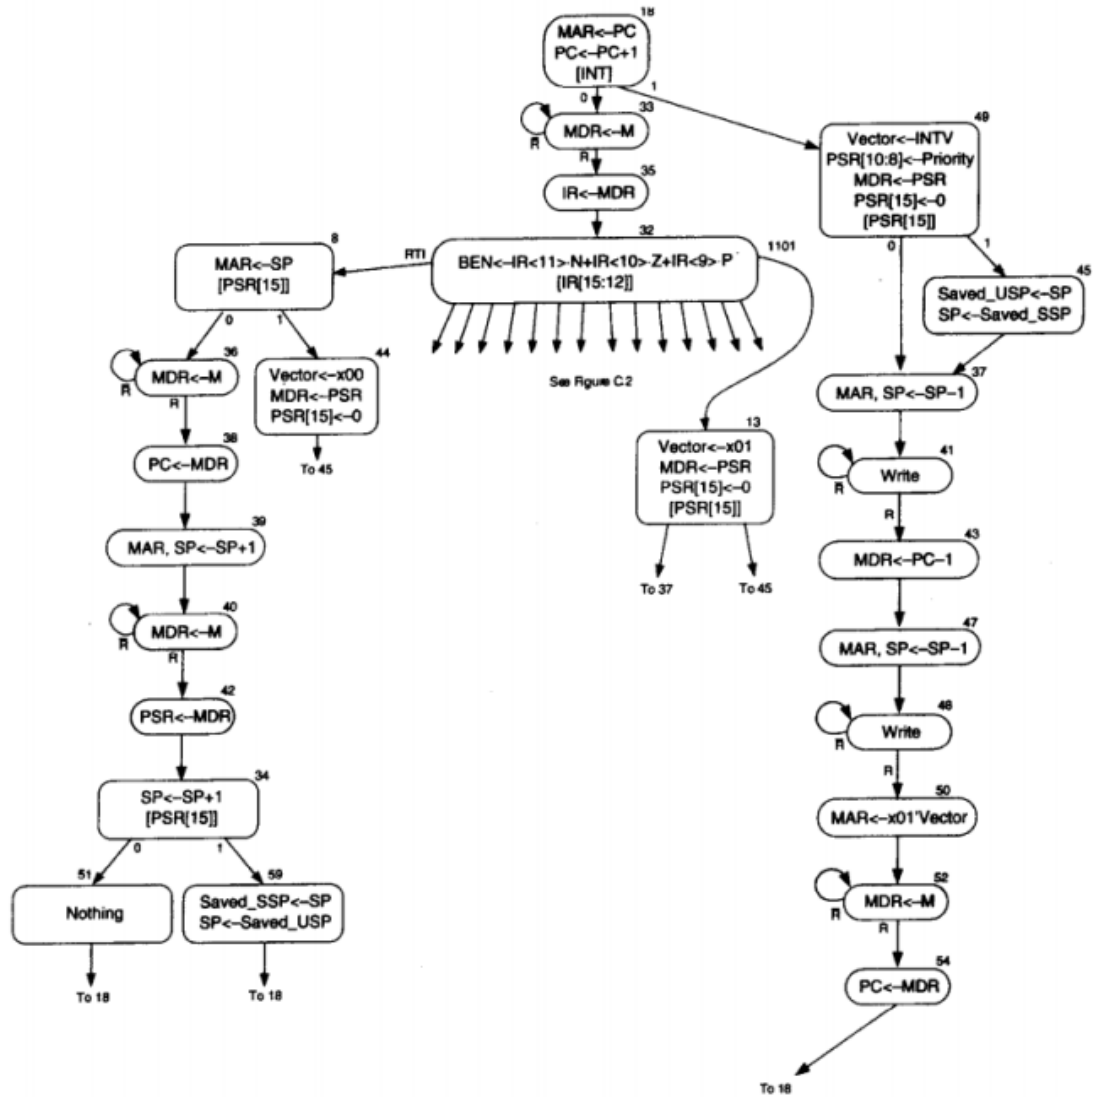 18
MAR<–PC
PC<–PC+1
[INT]
0
1
33
MDR<–M
R̅
R
35
IR<–MDR
32
BEN<–IR<11>·N+IR<10>·Z+IR<9>·P
[IR[15:12]]
RTI
1101
See Figure C.2
8
MAR<–SP
[PSR[15]]
0
1
36
MDR<–M
R̅
R
44
Vector<–x00
MDR<–PSR
PSR[15]<–0
To 45
38
PC<–MDR
39
MAR, SP<–SP+1
40
MDR<–M
R̅
R
42
PSR<–MDR
34
SP<–SP+1
[PSR[15]]
0
1
51
Nothing
To 18
59
Saved_SSP<–SP
SP<–Saved_USP
To 18
13
Vector<–x01
MDR<–PSR
PSR[15]<–0
[PSR[15]]
To 37
To 45
49
Vector<–INTV
PSR[10:8]<–Priority
MDR<–PSR
PSR[15]<–0
[PSR[15]]
0
1
45
Saved_USP<–SP
SP<–Saved_SSP
37
MAR, SP<–SP–1
41
Write
R̅
R
43
MDR<–PC–1
47
MAR, SP<–SP–1
48
Write
R̅
R
50
MAR<–x01'Vector
52
MDR<–M
R̅
R
54
PC<–MDR
To 18